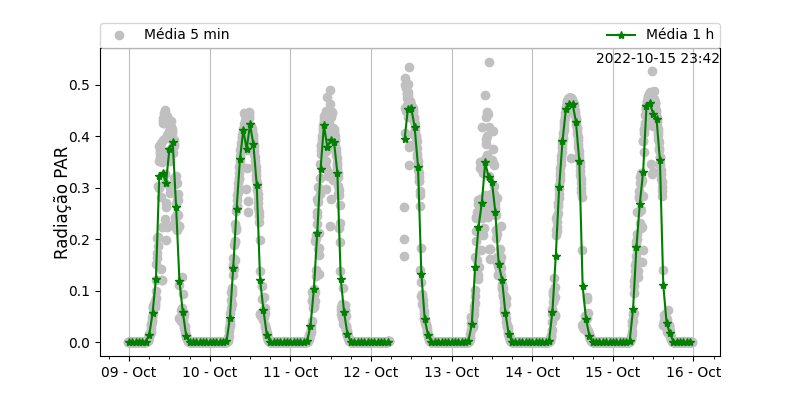 Média 5 min
Média 1 h
2022-10-15 23:42
Radiação PAR
0.5
0.4
0.3
0.2
0.1
0.0
09 - Oct
10 - Oct
11 - Oct
12 - Oct
13 - Oct
14 - Oct
15 - Oct
16 - Oct